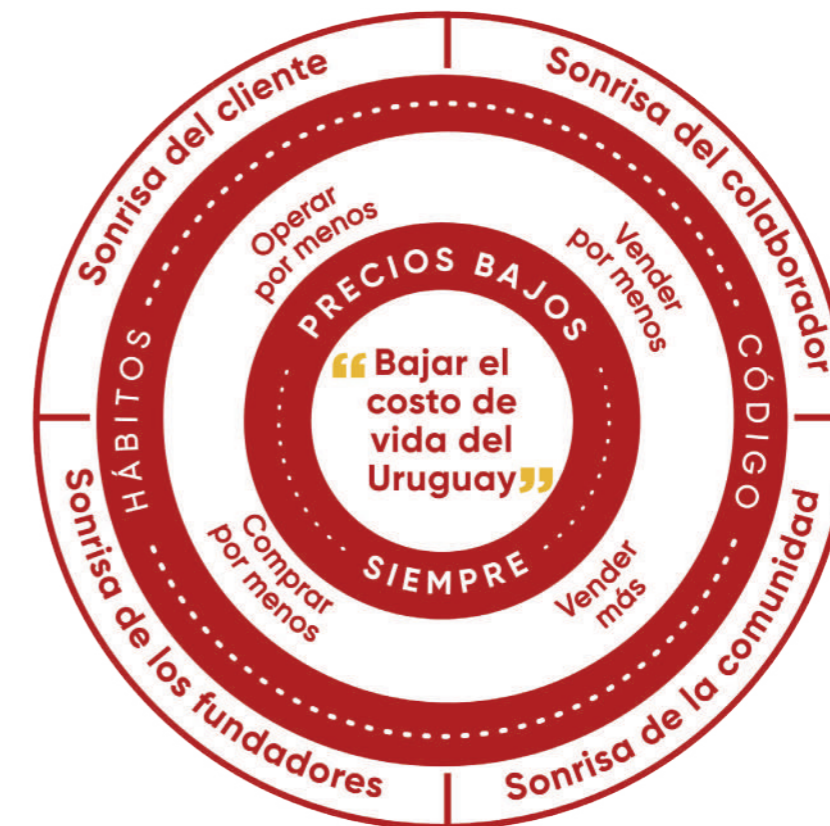 Sonrisa del cliente
Sonrisa del colaborador
HÁBITOS
CÓDIGO
Operar
por menos
Vender
por menos
PRECIOS BAJOS
“Bajar el
costo de
vida del
Uruguay”
SIEMPRE
Comprar
por menos
Vender
más
Sonrisa de los fundadores
Sonrisa de la comunidad